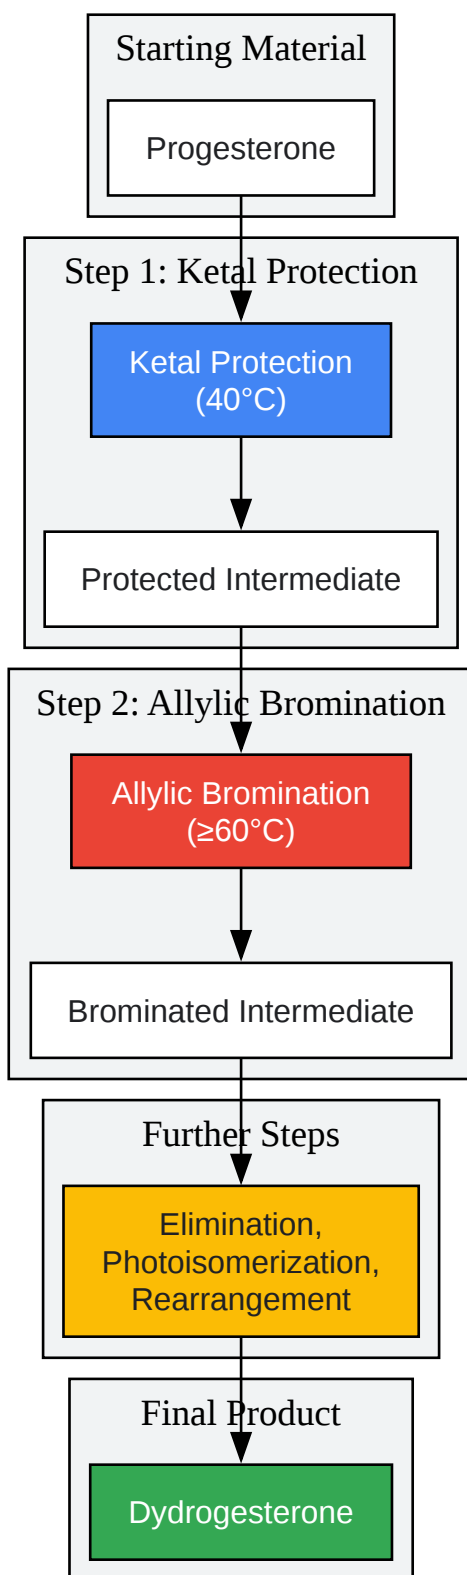 Starting Material
Progesterone
Step 1: Ketal Protection
Ketal Protection
(40°C)
Protected Intermediate
Step 2: Allylic Bromination
Allylic Bromination
(≥60°C)
Brominated Intermediate
Further Steps
Elimination,
Photoisomerization,
Rearrangement
Final Product
Dydrogesterone